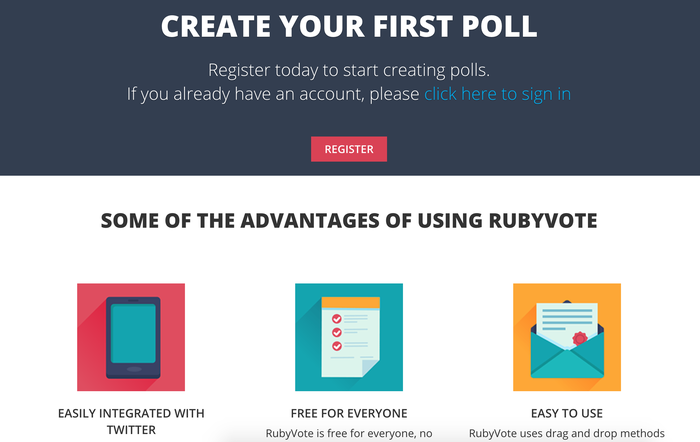 CREATE YOUR FIRST POLL
Register today to start creating polls.
If you already have an account, please click here to sign in
REGISTER
SOME OF THE ADVANTAGES OF USING RUBYVOTE
EASILY INTEGRATED WITH
TWITTER
FREE FOR EVERYONE
RubyVote is free for everyone, no
EASY TO USE
RubyVote uses drag and drop methods